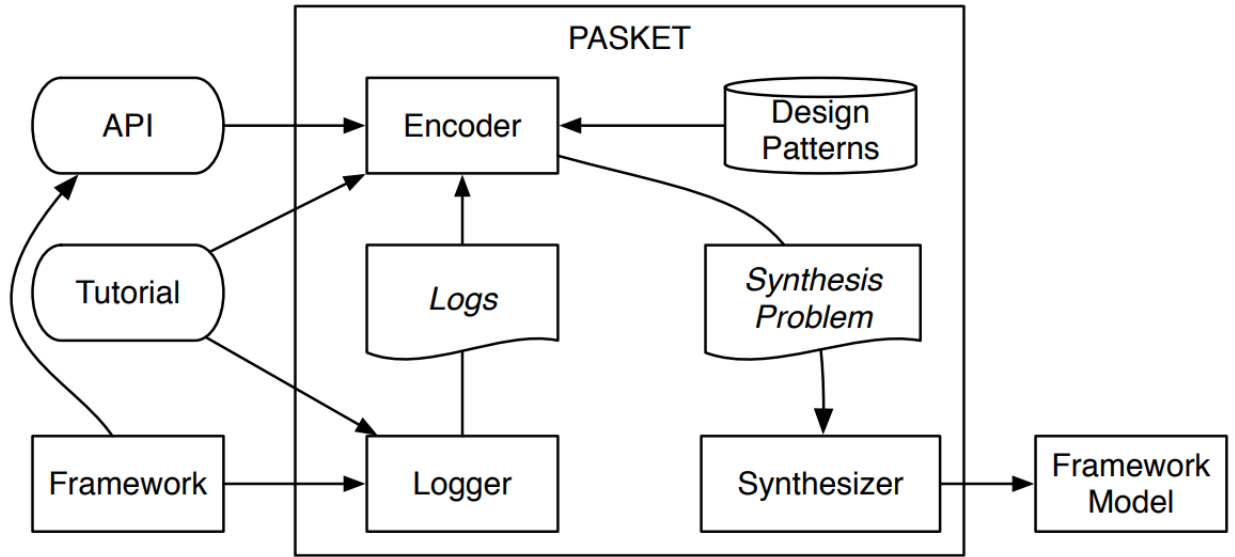 PASKET
API
Encoder
Design
Patterns
Tutorial
Logs
Synthesis
Problem
Framework
Logger
Synthesizer
Framework
Model